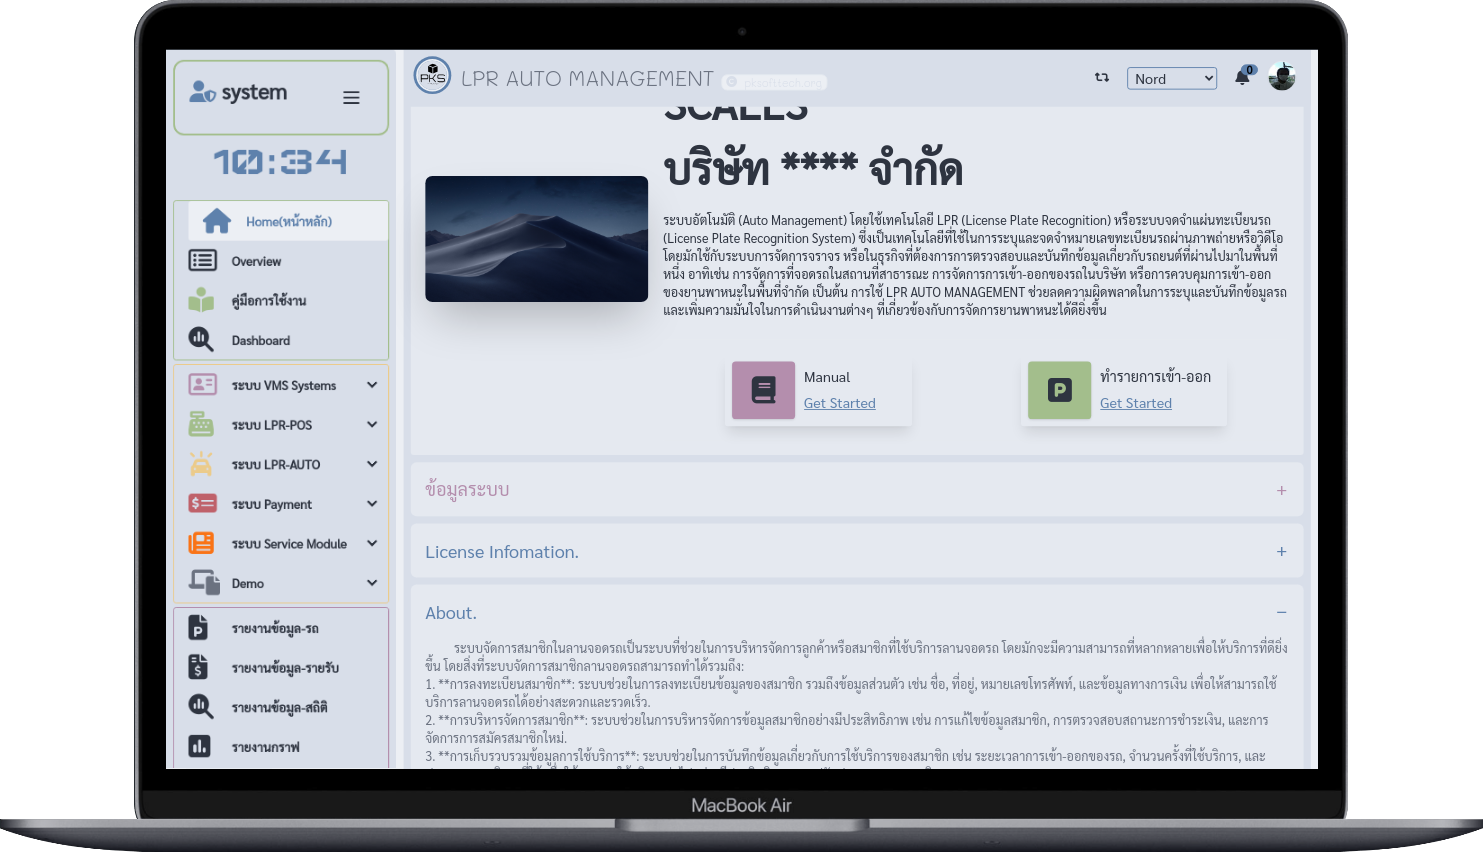 system
10:34
Home(หน้าหลัก)
Overview
คู่มือการใช้งาน
Dashboard
ระบบ VMS Systems
ระบบ LPR-POS
ระบบ LPR-AUTO
ระบบ Payment
ระบบ Service Module
Demo
รายงานข้อมูล-รถ
รายงานข้อมูล-รายรับ
รายงานข้อมูล-สถิติ
รายงานกราฟ
PKS
LPR AUTO MANAGEMENT
pksofttech.org
Nord
0
SCALES
บริษัท **** จำกัด
ระบบอัตโนมัติ (Auto Management) โดยใช้เทคโนโลยี LPR (License Plate Recognition) หรือระบบจดจำแผ่นทะเบียนรถ
(License Plate Recognition System) ซึ่งเป็นเทคโนโลยีที่ใช้ในการระบุและจดจำหมายเลขทะเบียนรถผ่านภาพถ่ายหรือวิดีโอ
โดยมักใช้กับระบบการจัดการจราจร หรือในธุรกิจที่ต้องการการตรวจสอบและบันทึกข้อมูลเกี่ยวกับรถยนต์ที่ผ่านไปมาในพื้นที่
หนึ่ง อาทิเช่น การจัดการที่จอดรถในสถานที่สาธารณะ การจัดการการเข้า-ออกของรถในบริษัท หรือการควบคุมการเข้า-ออก
ของยานพาหนะในพื้นที่จำกัด เป็นต้น การใช้ LPR AUTO MANAGEMENT ช่วยลดความผิดพลาดในการระบุและบันทึกข้อมูลรถ
และเพิ่มความมั่นใจในการดำเนินงานต่างๆ ที่เกี่ยวข้องกับการจัดการยานพาหนะได้ดียิ่งขึ้น
Manual
Get Started
ทำรายการเข้า-ออก
Get Started
ข้อมูลระบบ
+
License Infomation.
+
About.
−
ระบบจัดการสมาชิกในลานจอดรถเป็นระบบที่ช่วยในการบริหารจัดการลูกค้าหรือสมาชิกที่ใช้บริการลานจอดรถ โดยมักจะมีความสามารถที่หลากหลายเพื่อให้บริการที่ดียิ่ง
ขึ้น โดยสิ่งที่ระบบจัดการสมาชิกลานจอดรถสามารถทำได้รวมถึง:
1. **การลงทะเบียนสมาชิก**: ระบบช่วยในการลงทะเบียนข้อมูลของสมาชิก รวมถึงข้อมูลส่วนตัว เช่น ชื่อ, ที่อยู่, หมายเลขโทรศัพท์, และข้อมูลทางการเงิน เพื่อให้สามารถใช้
บริการลานจอดรถได้อย่างสะดวกและรวดเร็ว.
2. **การบริหารจัดการสมาชิก**: ระบบช่วยในการบริหารจัดการข้อมูลสมาชิกอย่างมีประสิทธิภาพ เช่น การแก้ไขข้อมูลสมาชิก, การตรวจสอบสถานะการชำระเงิน, และการ
จัดการการสมัครสมาชิกใหม่.
3. **การเก็บรวบรวมข้อมูลการใช้บริการ**: ระบบช่วยในการบันทึกข้อมูลเกี่ยวกับการใช้บริการของสมาชิก เช่น ระยะเวลาการเข้า-ออกของรถ, จำนวนครั้งที่ใช้บริการ, และ
MacBook Air